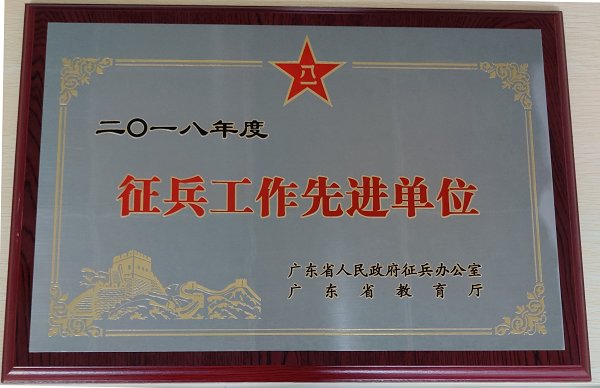 八一
二〇一八年度
征兵工作先进单位
广东省人民政府征兵办公室
广东省教育厅